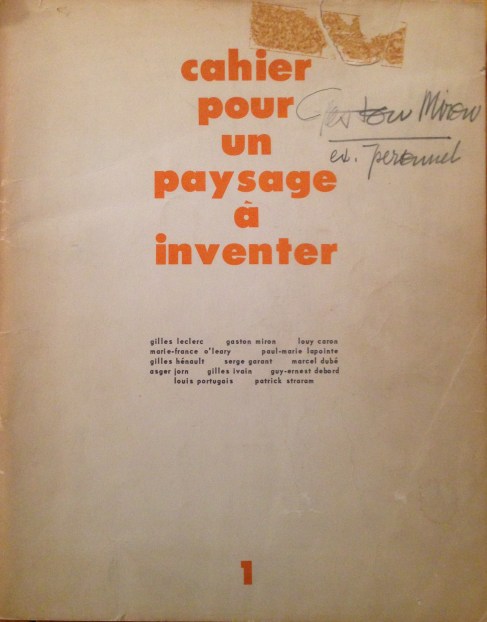 cahier
pour
un
paysage
à
inventer
Gaston Miron
ex. personnel
gilles leclerc gaston miron louy caron
marie-france o'leary paul-marie lapointe
gilles hénault serge garant marcel dubé
asger jorn gilles ivain guy-ernest debord
louis portugais patrick straram
1